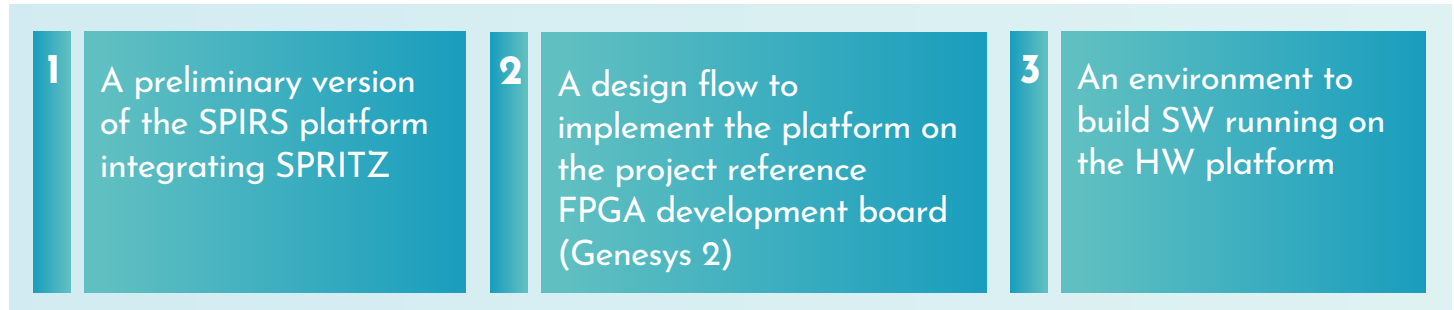 1
A preliminary version
of the SPIRS platform
integrating SPRITZ
2
A design flow to
implement the platform on
the project reference
FPGA development board
(Genesys 2)
3
An environment to
build SW running on
the HW platform